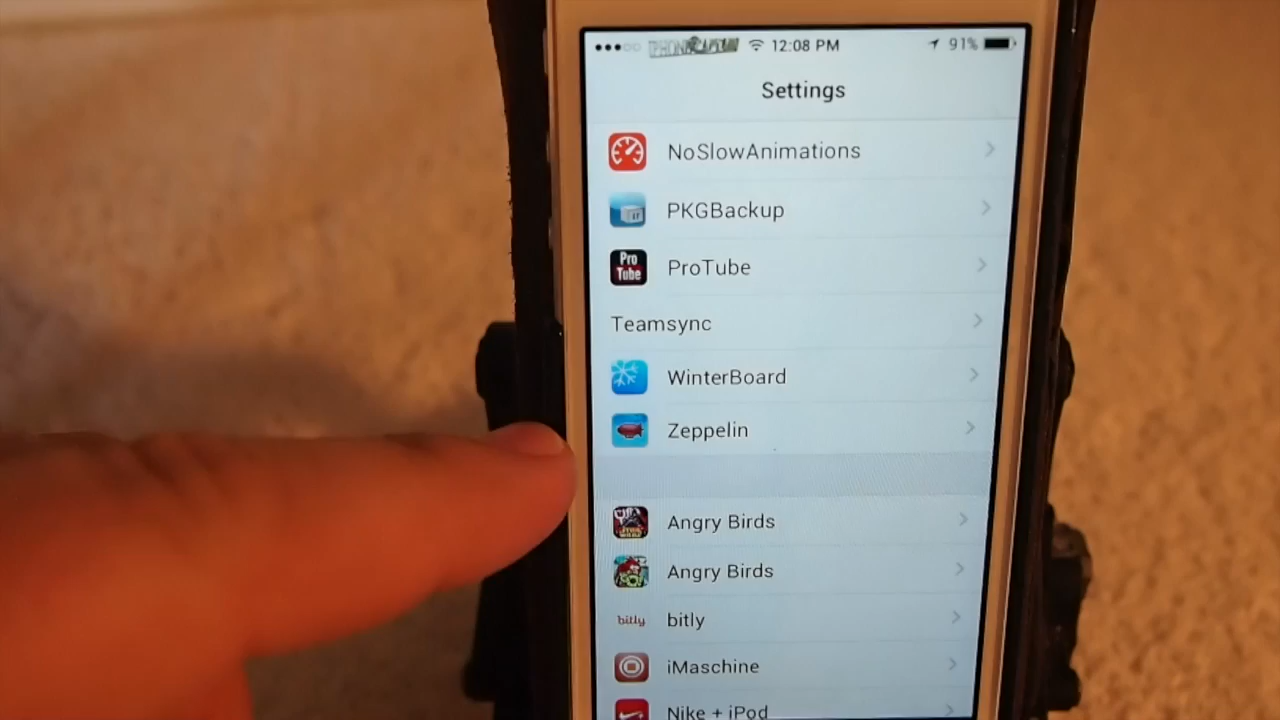 IPHONECAPTAIN 12:08 PM 91%
Settings
NoSlowAnimations
PKGBackup
Pro Tube ProTube
Teamsync
WinterBoard
Zeppelin
Angry Birds
Angry Birds
bitly bitly
iMaschine
Nike + iPod